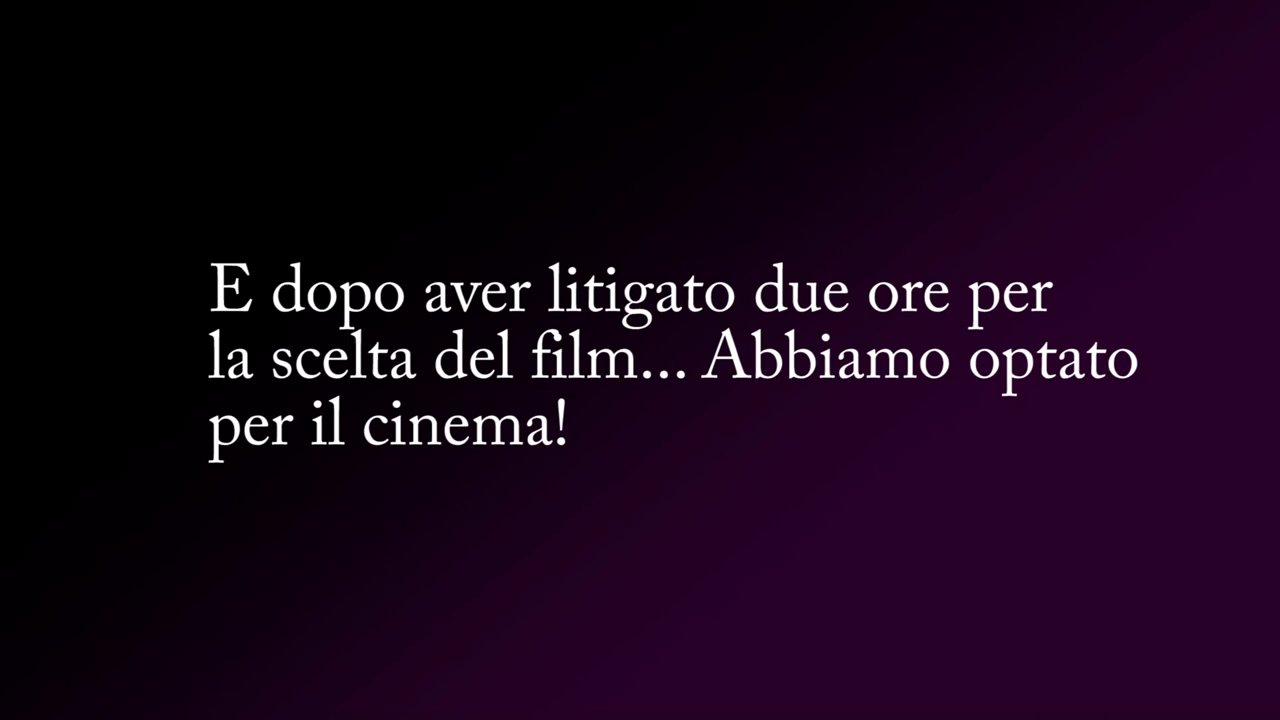 E dopo aver litigato due ore per
la scelta del film... Abbiamo optato
per il cinema!